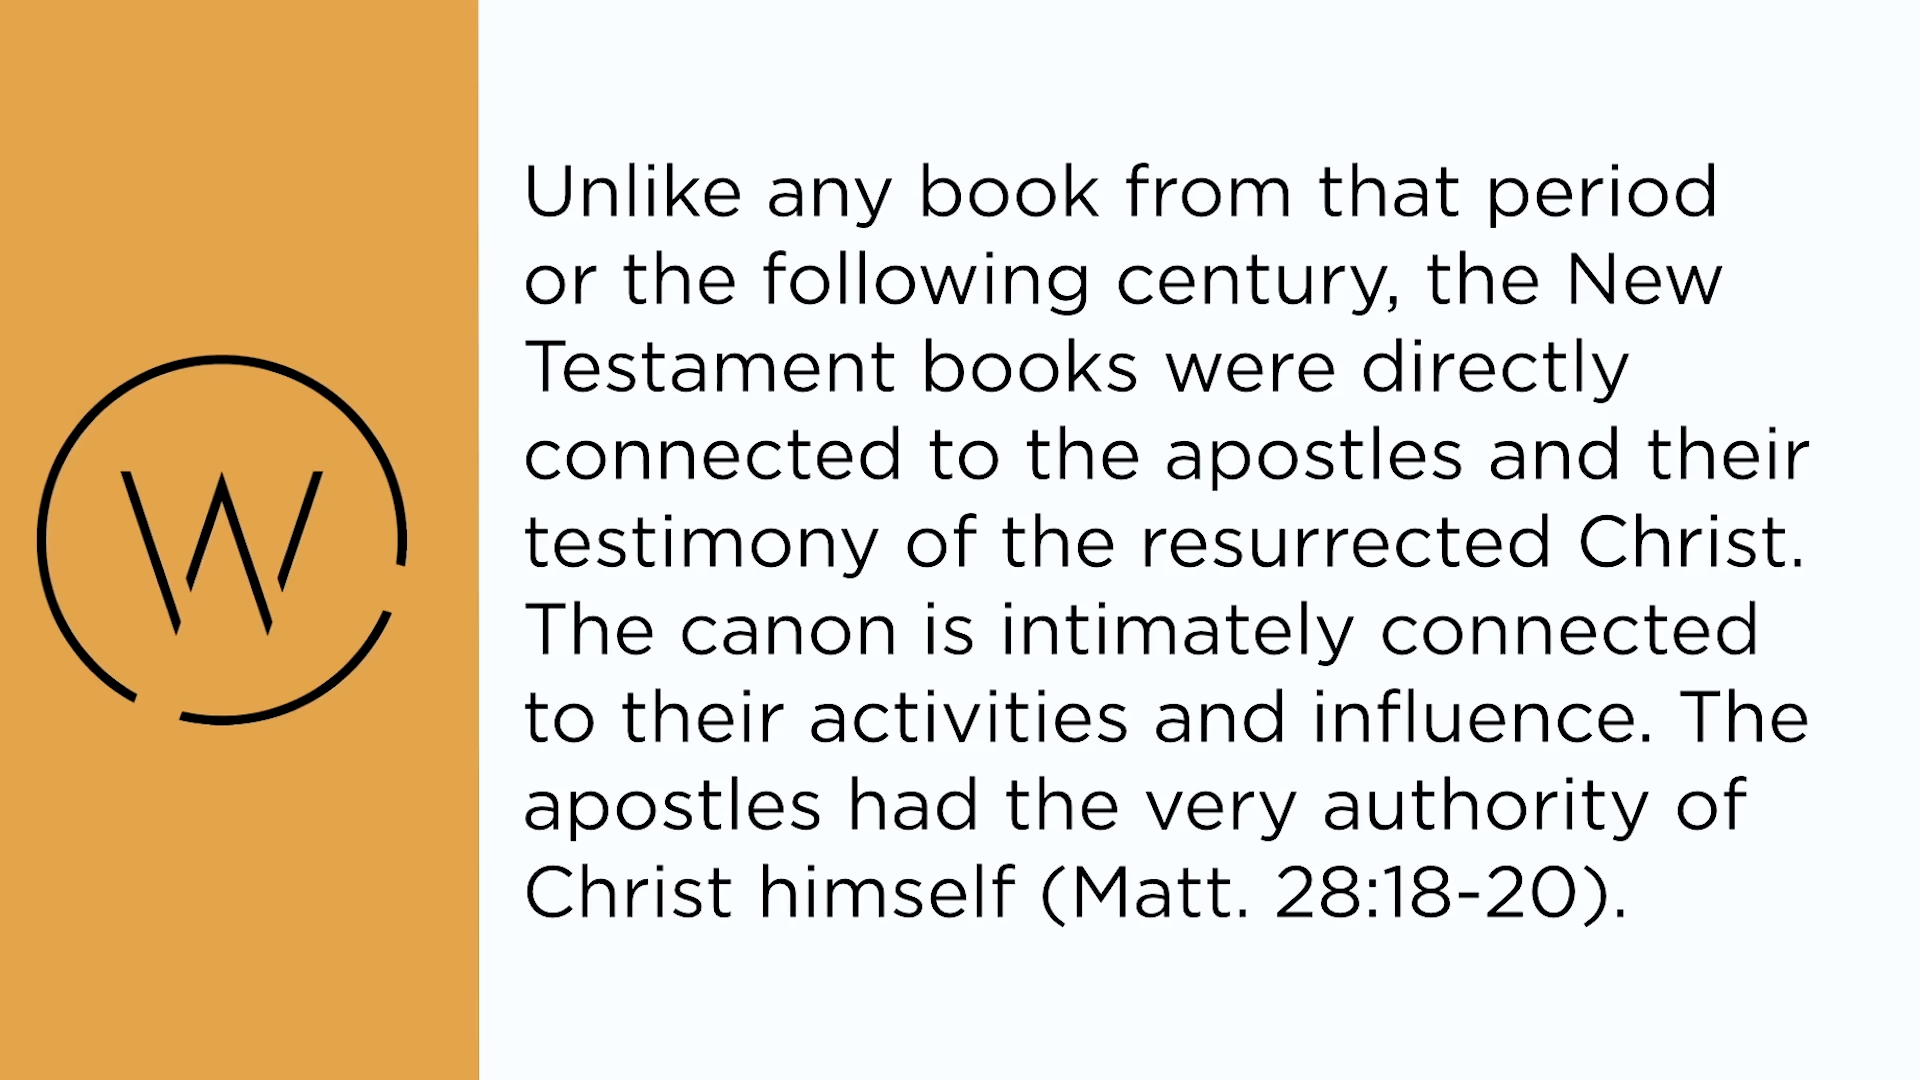 W
Unlike any book from that period
or the following century, the New
Testament books were directly
connected to the apostles and their
testimony of the resurrected Christ.
The canon is intimately connected
to their activities and influence. The
apostles had the very authority of
Christ himself (Matt. 28:18-20).